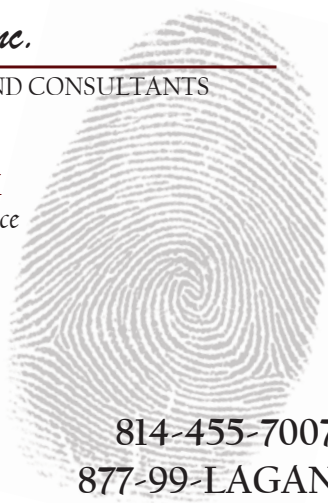 nc.
ND CONSULTANTS
ce
814-455-7007
877-99-LAGAN